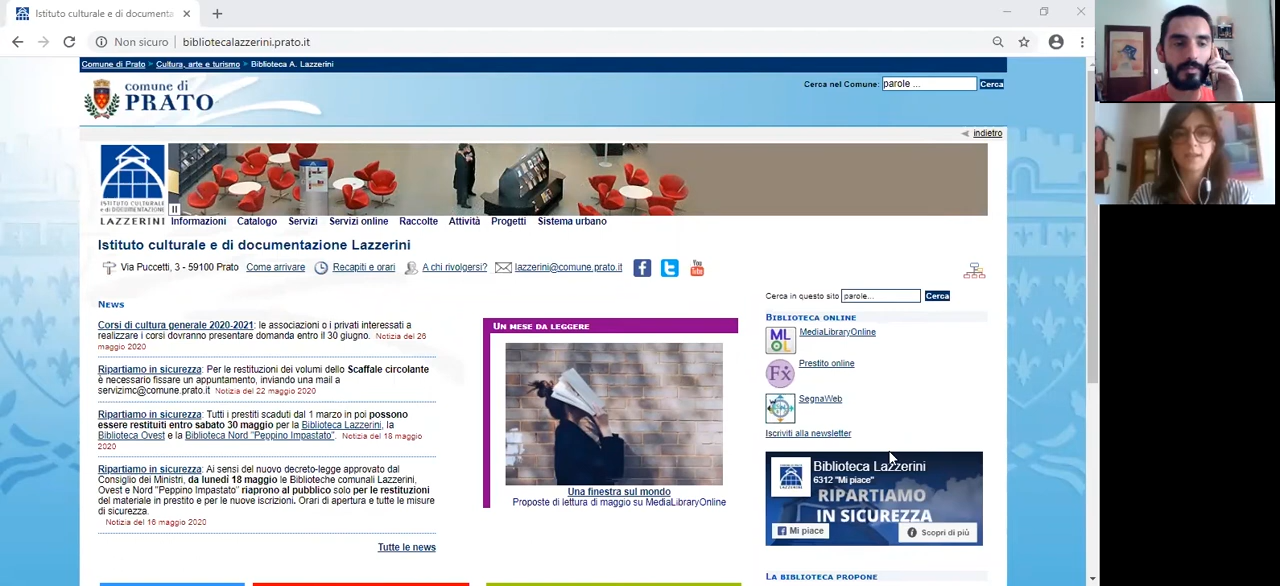 Istituto culturale e di documenta
Non sicuro
bibliotecalazzerini.prato.it
Comune di Prato > Cultura, arte e turismo > Biblioteca A. Lazzerini
comune di
PRATO
Cerca nel Comune: parole ... Cerca
indietro
ISTITUTO CULTURALE
e di DOCUMENTAZIONE
LAZZERINI
Informazioni Catalogo Servizi Servizi online Raccolte Attività Progetti Sistema urbano
Istituto culturale e di documentazione Lazzerini
Via Puccetti, 3 - 59100 Prato Come arrivare Recapiti e orari A chi rivolgersi? lazzerini@comune.prato.it
You Tube
News
Corsi di cultura generale 2020-2021: le associazioni o i privati interessati a
realizzare i corsi dovranno presentare domanda entro il 30 giugno. Notizia del 26
maggio 2020
Ripartiamo in sicurezza: Per le restituzioni dei volumi dello Scaffale circolante
è necessario fissare un appuntamento, inviando una mail a
servizimc@comune.prato.it Notizia del 22 maggio 2020
Ripartiamo in sicurezza: Tutti i prestiti scaduti dal 1 marzo in poi possono
essere restituiti entro sabato 30 maggio per la Biblioteca Lazzerini, la
Biblioteca Ovest e la Biblioteca Nord "Peppino Impastato". Notizia del 18 maggio
2020
Ripartiamo in sicurezza: Ai sensi del nuovo decreto-legge approvato dal
Consiglio dei Ministri, da lunedì 18 maggio le Biblioteche comunali Lazzerini,
Ovest e Nord "Peppino Impastato" riaprono al pubblico solo per le restituzioni
del materiale in prestito e per le nuove iscrizioni. Orari di apertura e tutte le misure
di sicurezza.
Notizia del 16 maggio 2020
Tutte le news
Un mese da leggere
Una finestra sul mondo
Proposte di lettura di maggio su MediaLibraryOnline
Cerca in questo sito parole... Cerca
Biblioteca online
ML
OL
MediaLibraryOnline
Fx
Prestito online
SegnaWeb
Iscriviti alla newsletter
Biblioteca Lazzerini
6312 "Mi piace"
RIPARTIAMO
IN SICUREZZA
Mi piace
Scopri di più
La biblioteca propone